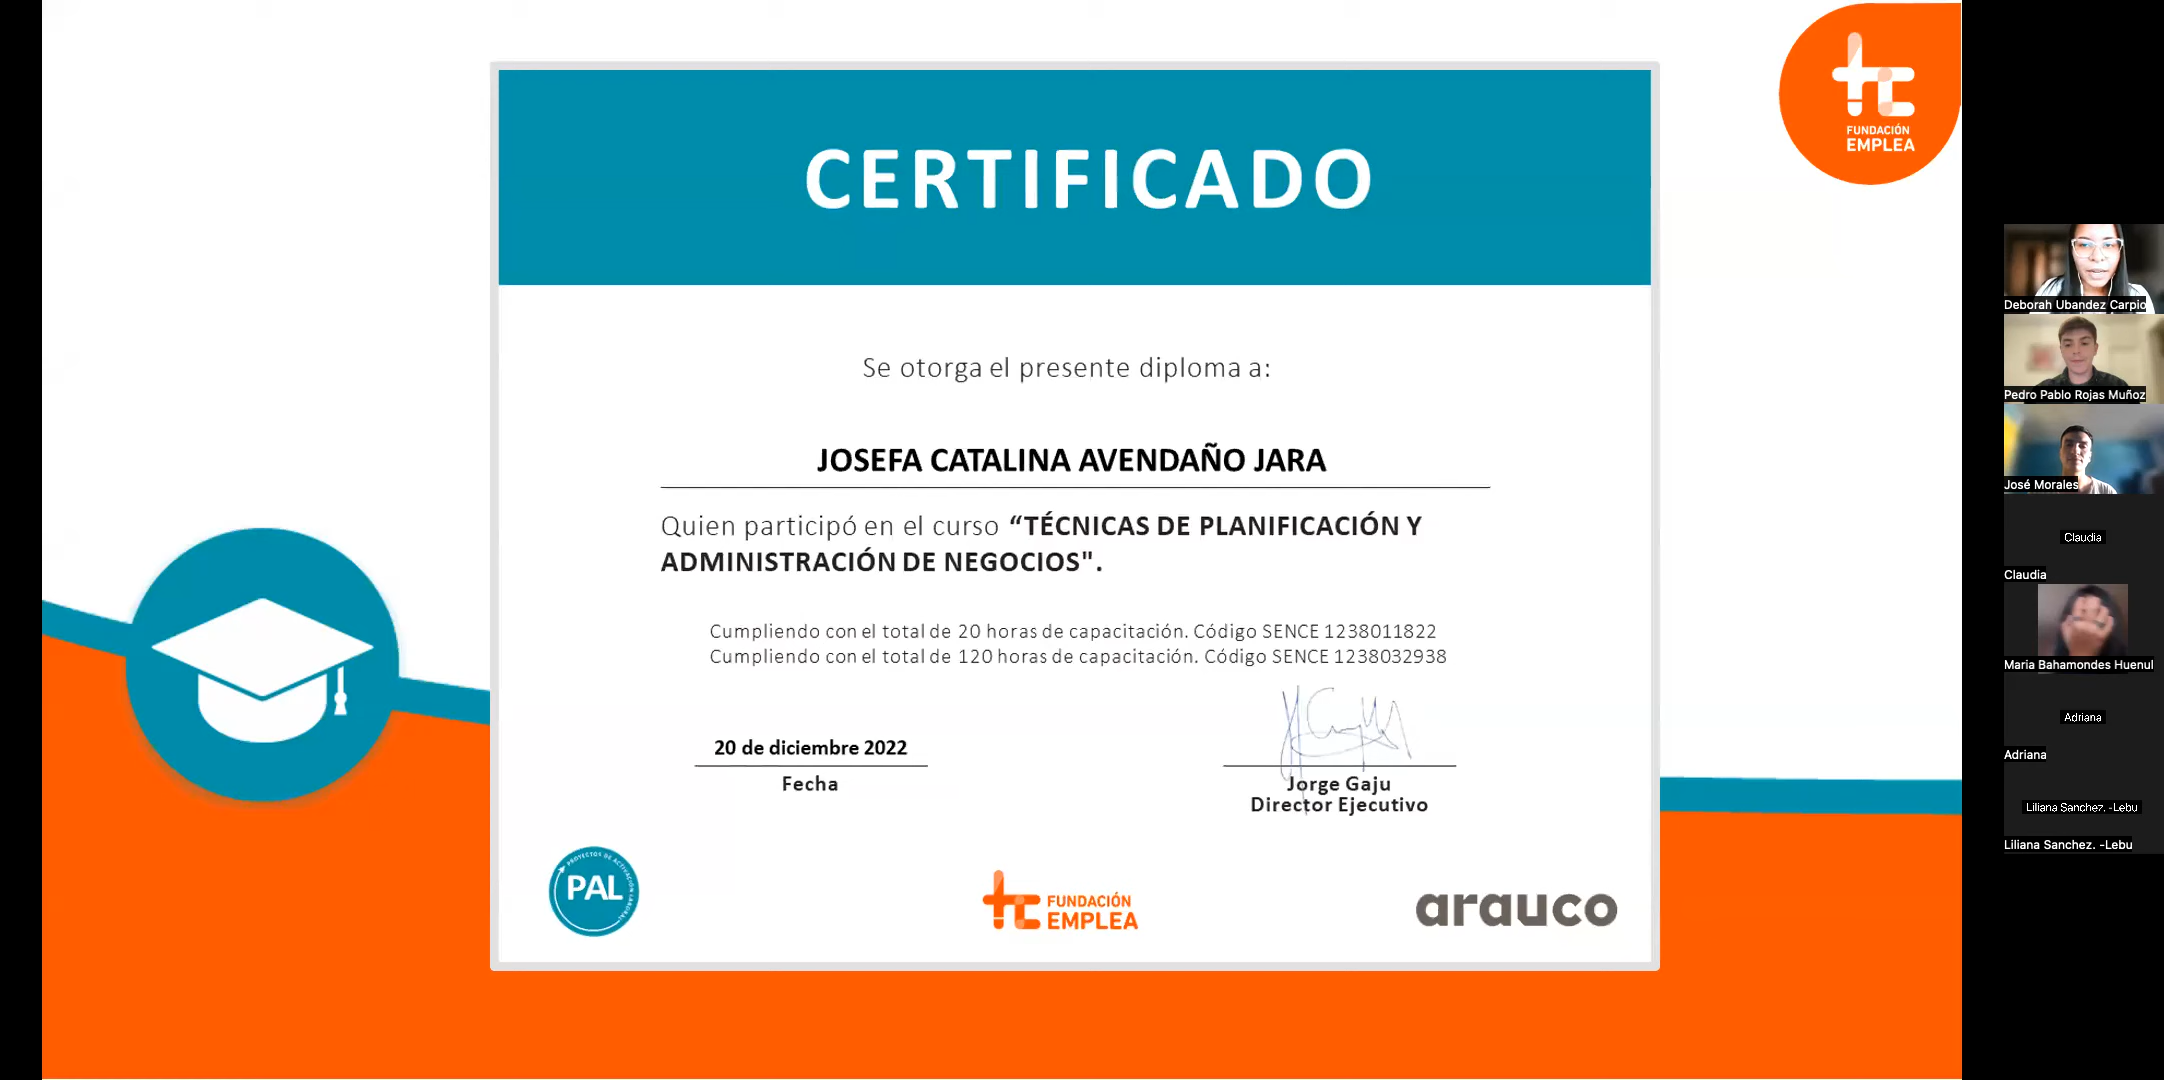 FUNDACIÓN
EMPLEA
CERTIFICADO
Se otorga el presente diploma a:
JOSEFA CATALINA AVENDAÑO JARA
Quien participó en el curso “TÉCNICAS DE PLANIFICACIÓN Y
ADMINISTRACIÓN DE NEGOCIOS".
Cumpliendo con el total de 20 horas de capacitación. Código SENCE 1238011822
Cumpliendo con el total de 120 horas de capacitación. Código SENCE 1238032938
20 de diciembre 2022
Fecha
Jorge Gaju
Director Ejecutivo
PROYECTOS DE ACTIVACIÓN LABORAL
PAL
FUNDACIÓN
EMPLEA
arauco
Deborah Ubandez Carpio
Pedro Pablo Rojas Muñoz
José Morales
Claudia
Claudia
Maria Bahamondes Huenul
Adriana
Adriana
Liliana Sanchez. -Lebu
Liliana Sanchez. -Lebu